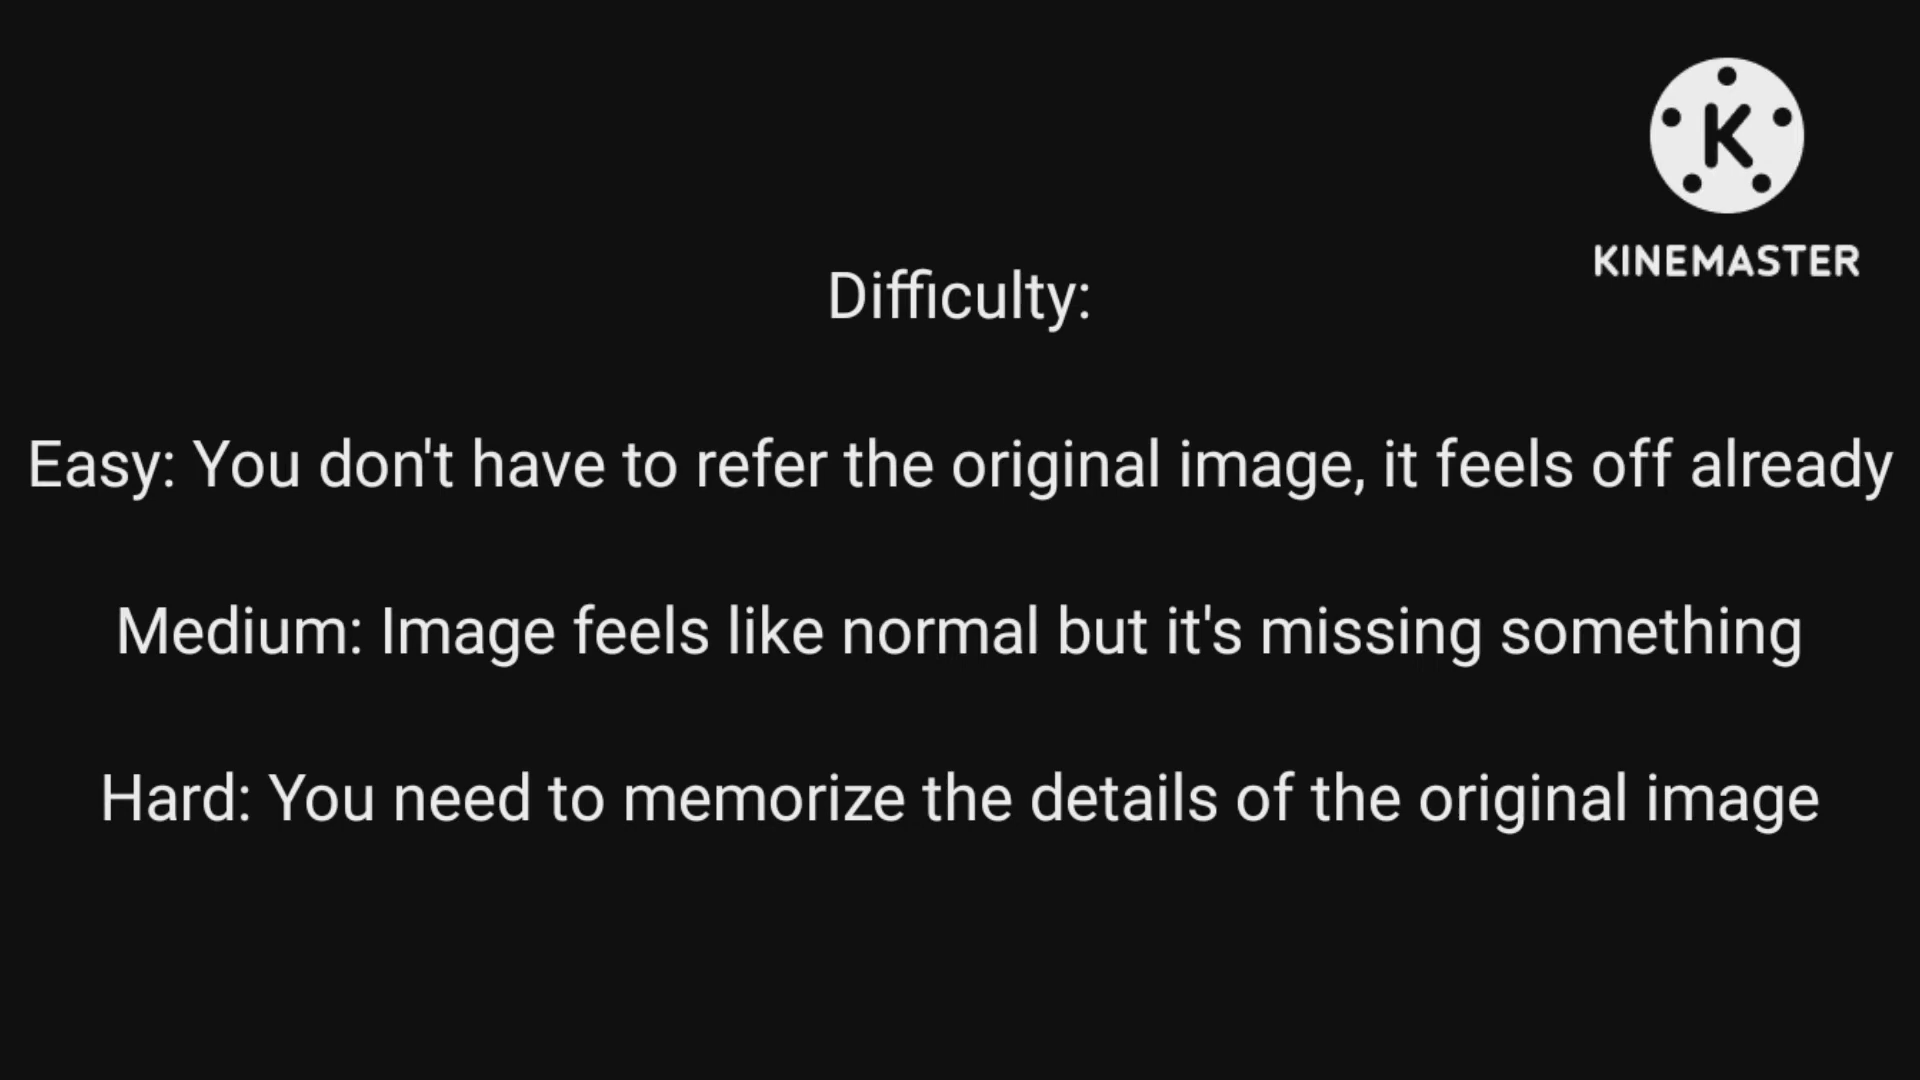 K
KINEMASTER
Difficulty:
Easy: You don't have to refer the original image, it feels off already
Medium: Image feels like normal but it's missing something
Hard: You need to memorize the details of the original image